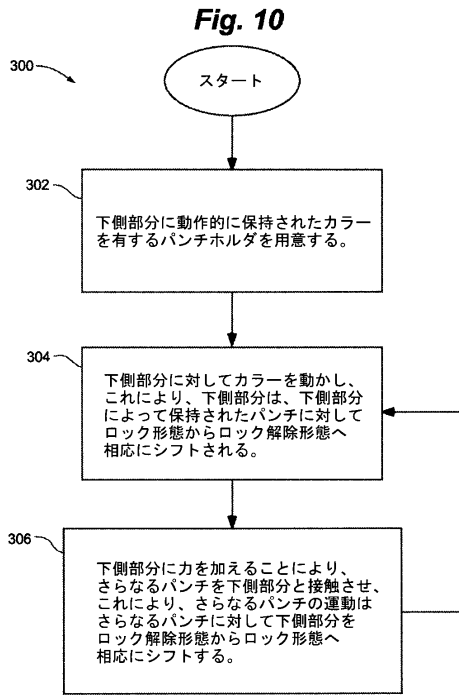 Fig. 10
300
スタート
302
下側部分に動作的に保持されたカラー
を有するパンチホルダを用意する。
304
下側部分に対してカラーを動かし、
これにより、下側部分は、下側部分
によって保持されたパンチに対して
ロック形態からロック解除形態へ
相応にシフトされる。
306
下側部分に力を加えることにより、
さらなるパンチを下側部分と接触させ、
これにより、さらなるパンチの運動は
さらなるパンチに対して下側部分を
ロック解除形態からロック形態へ
相応にシフトする。